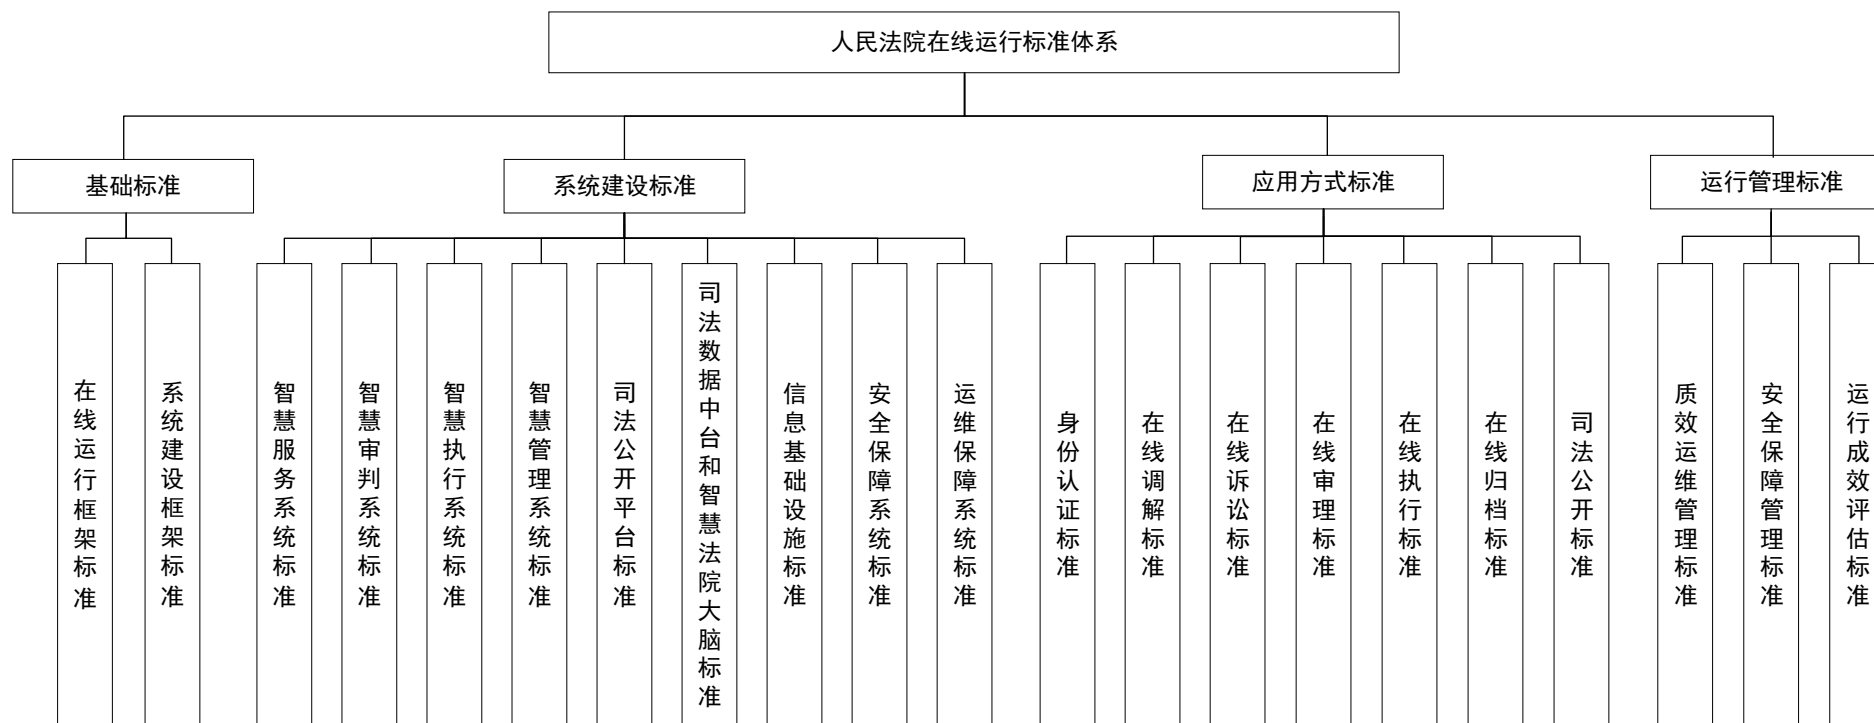 人民法院在线运行标准体系
基础标准
系统建设标准
应用方式标准
运行管理标准
在线运行框架标准
系统建设框架标准
智慧服务系统标准
智慧审判系统标准
智慧执行系统标准
智慧管理系统标准
司法公开平台标准
司法数据中台和智慧法院大脑标准
信息基础设施标准
安全保障系统标准
运维保障系统标准
身份认证标准
在线调解标准
在线诉讼标准
在线审理标准
在线执行标准
在线归档标准
司法公开标准
质效运维管理标准
安全保障管理标准
运行成效评估标准